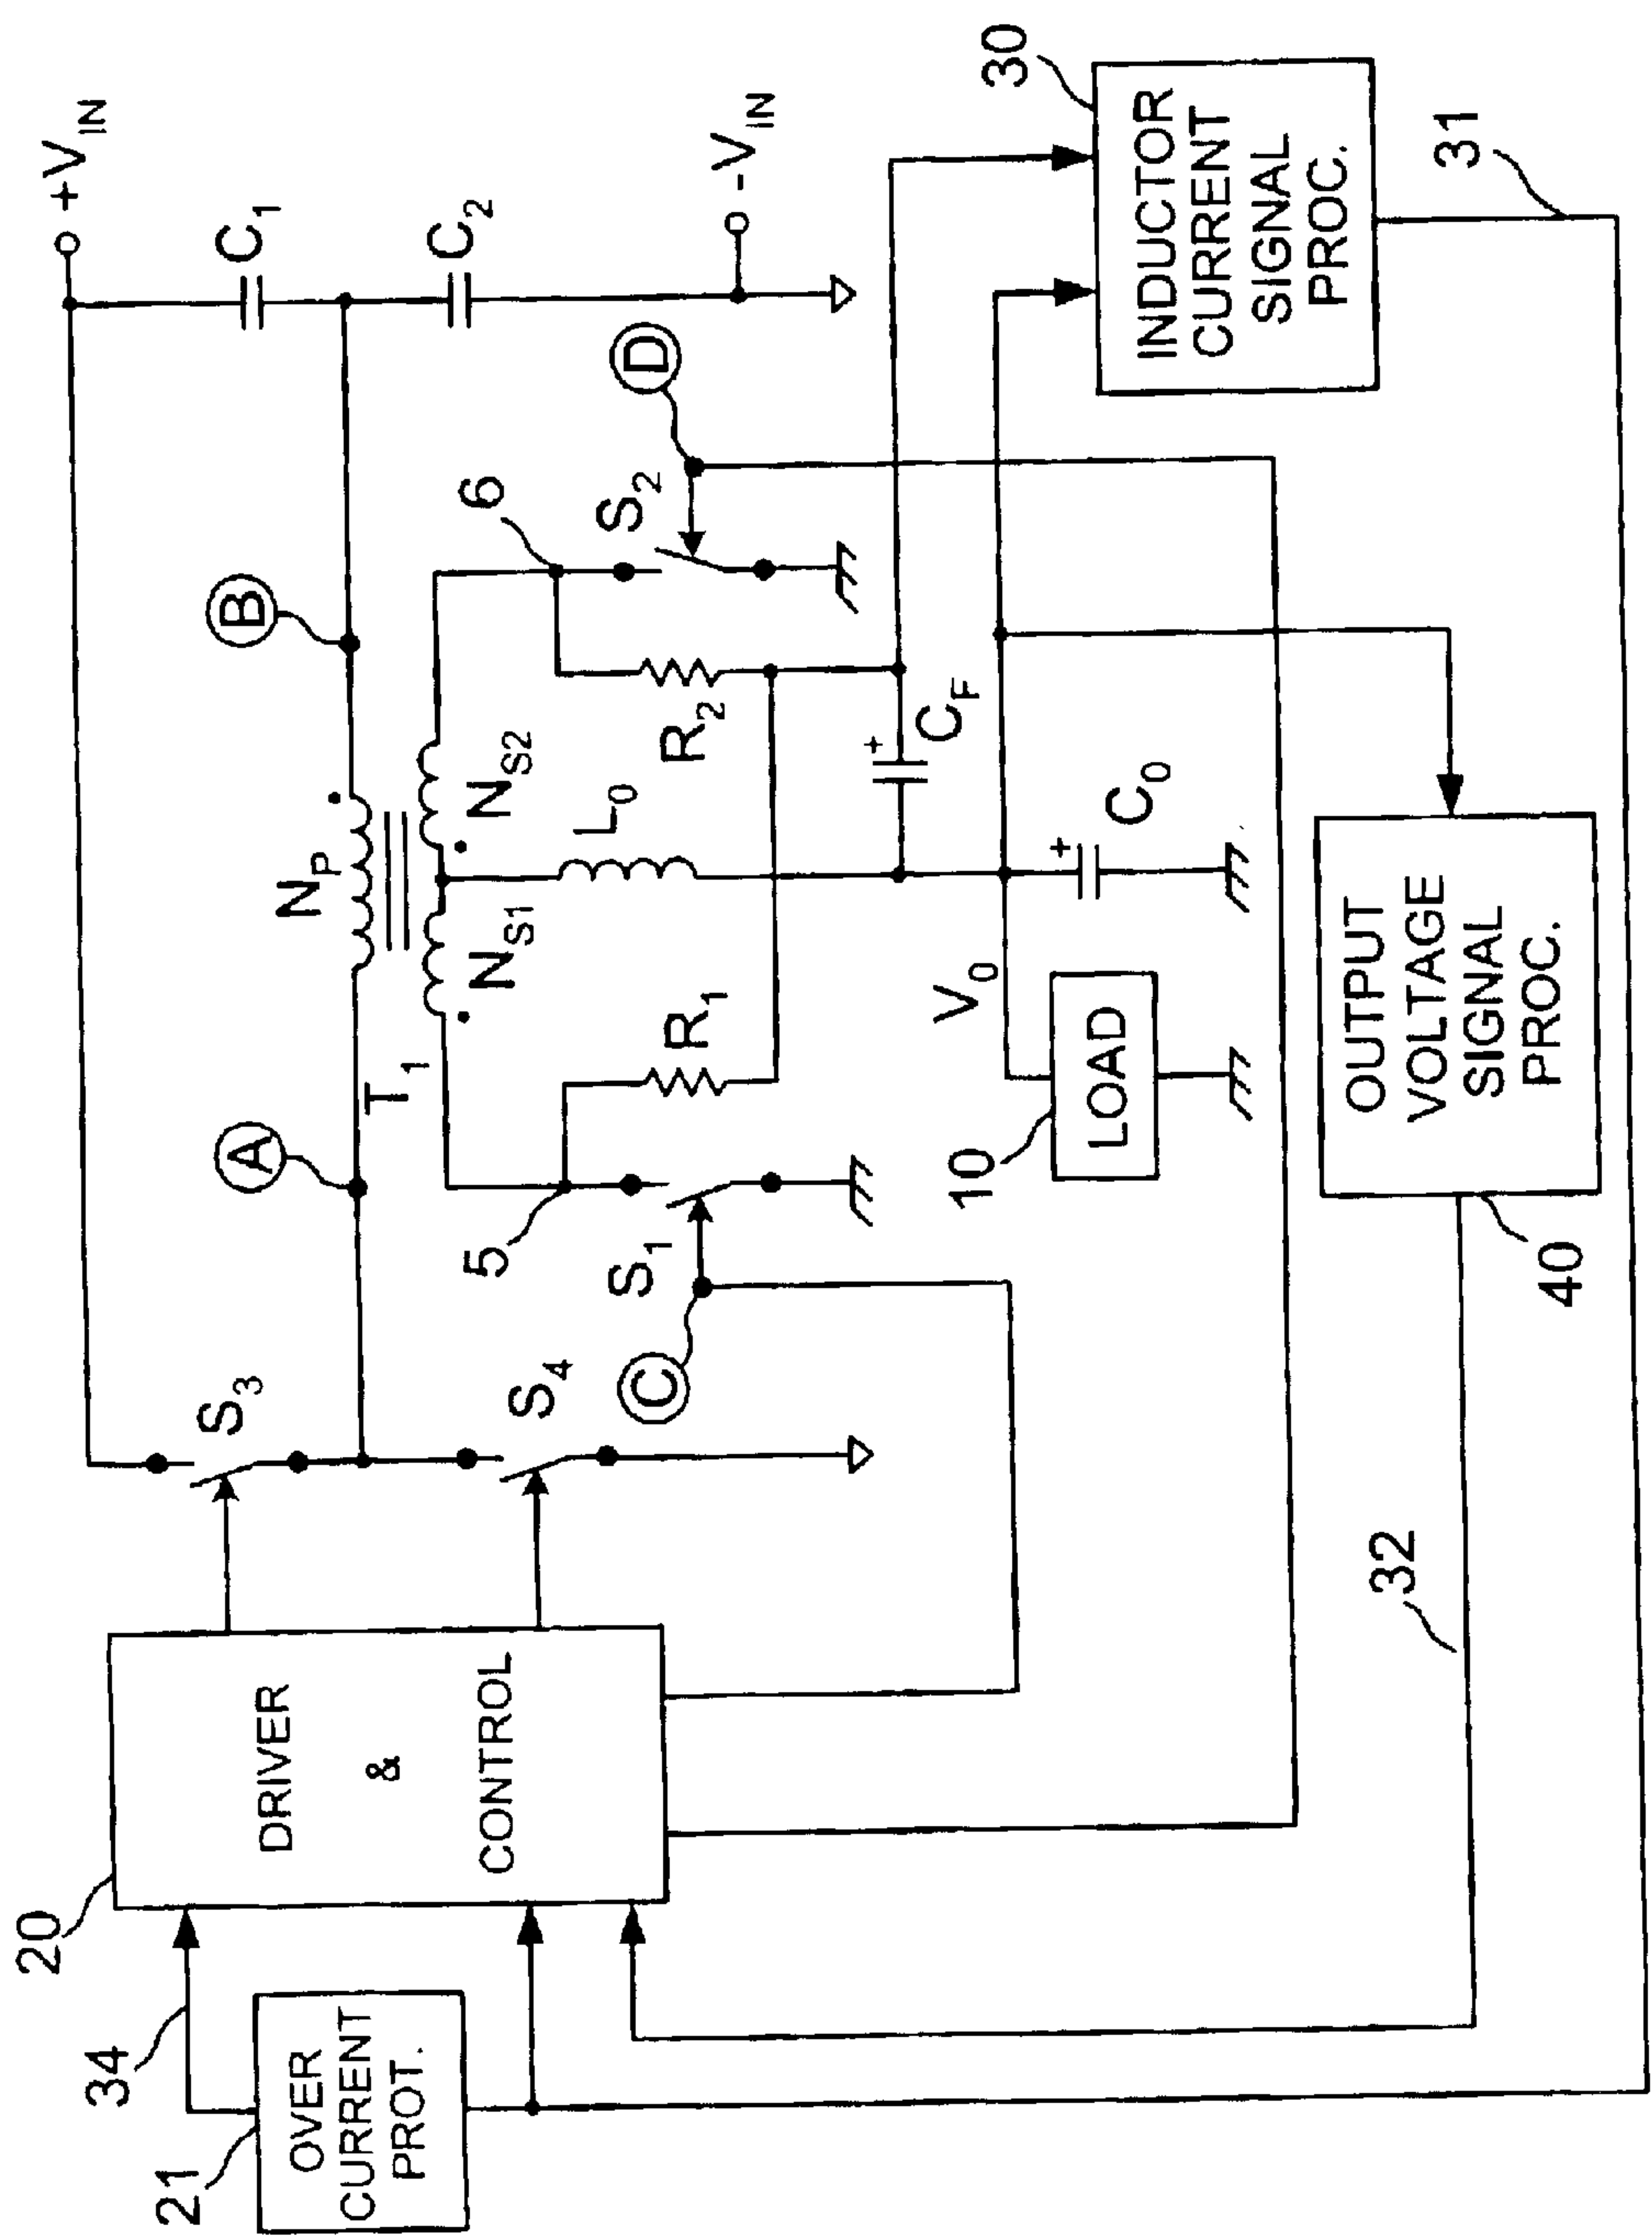 +V_IN
C_1
C_2
-V_IN
30
INDUCTOR
CURRENT
SIGNAL
PROC.
31
D
B
6
S_2
N_P
N_S2
R_2
C_F
L_0
N_S1
T_1
R_1
C_0
V_0
A
5
S_1
10
LOAD
OUTPUT
VOLTAGE
SIGNAL
PROC.
40
S_3
S_4
C
32
20
DRIVER
&
CONTROL
34
21
OVER
CURRENT
PROT.
+
+